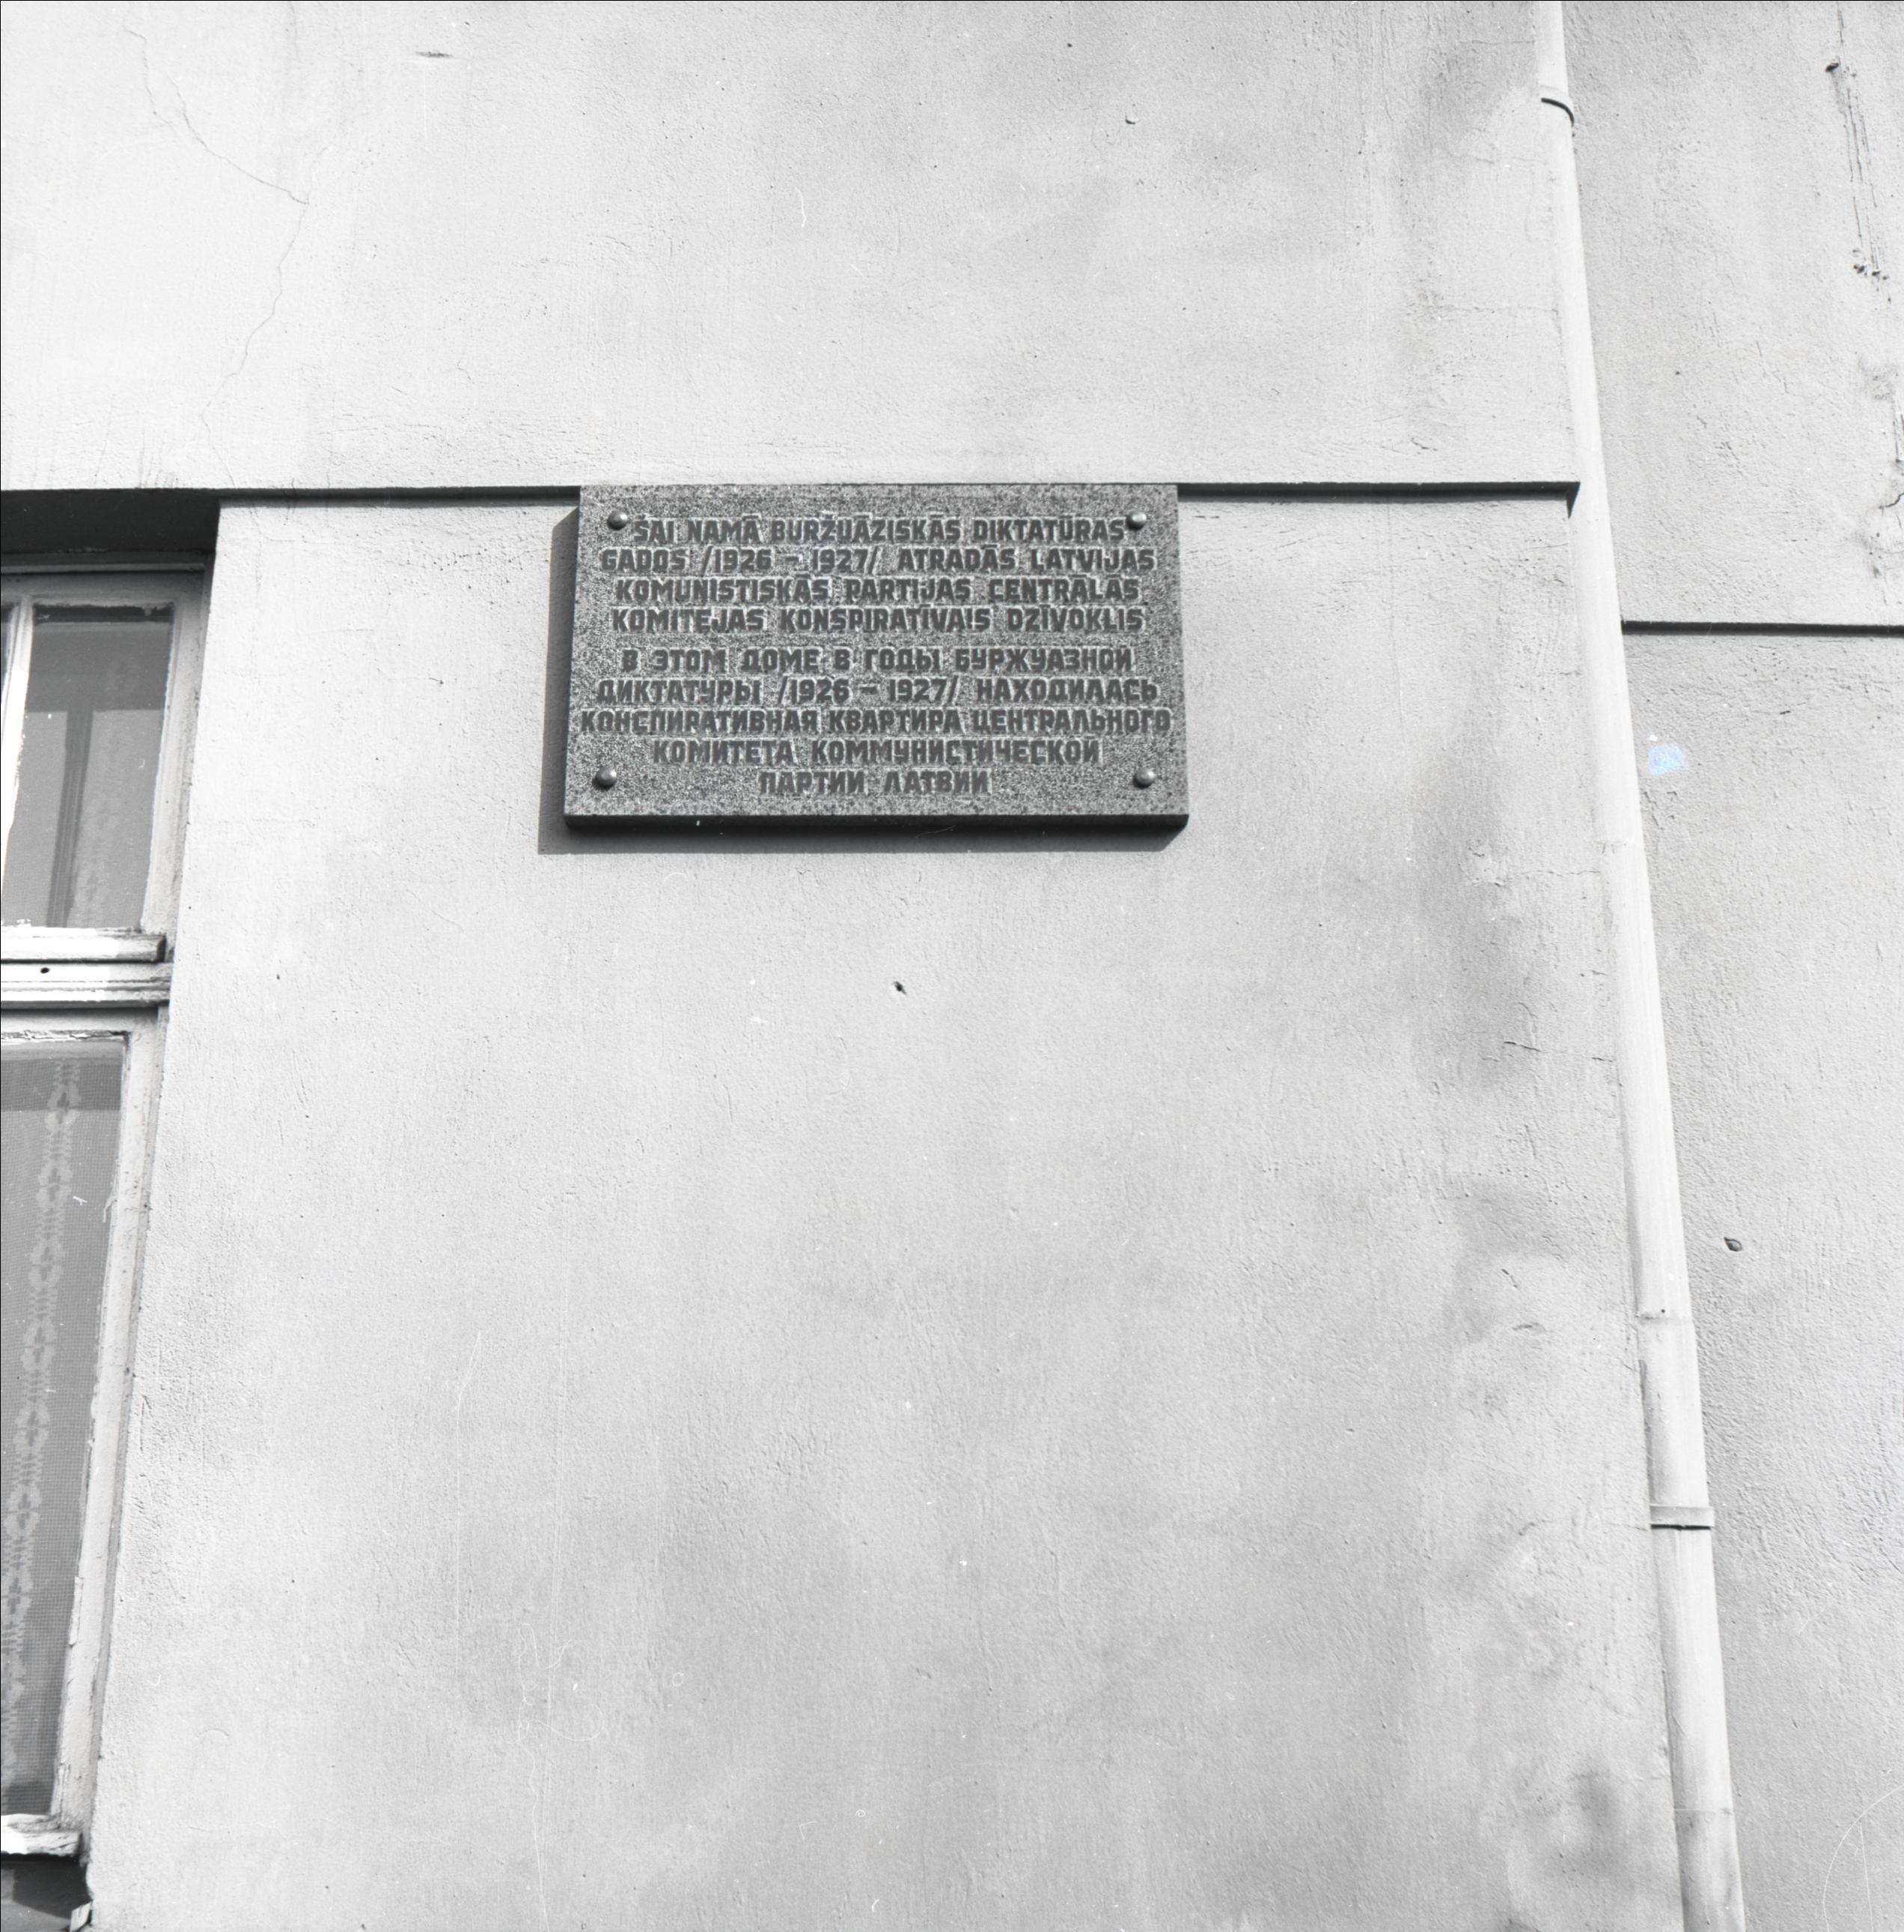 ŠAI NAMĀ BURŽUĀZISKĀS DIKTATŪRAS
GADOS /1926 – 1927/ ATRADĀS LATVIJAS
KOMUNISTISKĀS PARTIJAS CENTRĀLĀS
KOMITEJAS KONSPIRATĪVAIS DZĪVOKLIS
В ЭТОМ ДОМЕ В ГОДЫ БУРЖУАЗНОЙ
ДИКТАТУРЫ /1926 – 1927/ НАХОДИЛАСЬ
КОНСПИРАТИВНАЯ КВАРТИРА ЦЕНТРАЛЬНОГО
КОМИТЕТА КОММУНИСТИЧЕСКОЙ
ПАРТИИ ЛАТВИИ